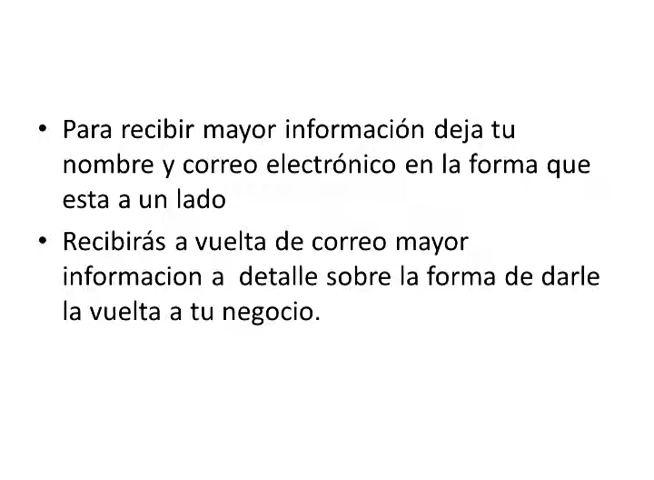 • Para recibir mayor información deja tu
nombre y correo electrónico en la forma que
esta a un lado
• Recibirás a vuelta de correo mayor
informacion a  detalle sobre la forma de darle
la vuelta a tu negocio.